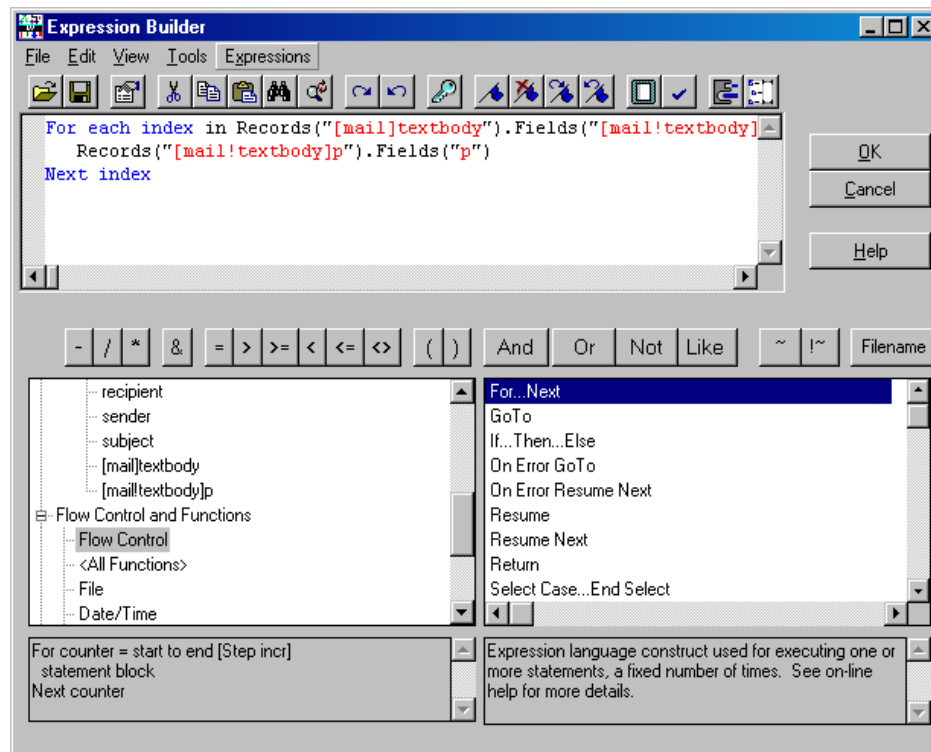 Expression Builder
File Edit View Tools Expressions
For each index in Records("[mail]textbody").Fields("[mail!textbody]
Records("[mail!textbody]p").Fields("p")
Next index
OK
Cancel
Help
- / * & = > >= < <= <> ( ) And Or Not Like ~ !~ Filename
recipient
sender
subject
[mail]textbody
[mail!textbody]p
Flow Control and Functions
Flow Control
<All Functions>
File
Date/Time
For...Next
GoTo
If...Then...Else
On Error GoTo
On Error Resume Next
Resume
Resume Next
Return
Select Case...End Select
For counter = start to end [Step incr]
statement block
Next counter
Expression language construct used for executing one or
more statements, a fixed number of times. See on-line
help for more details.